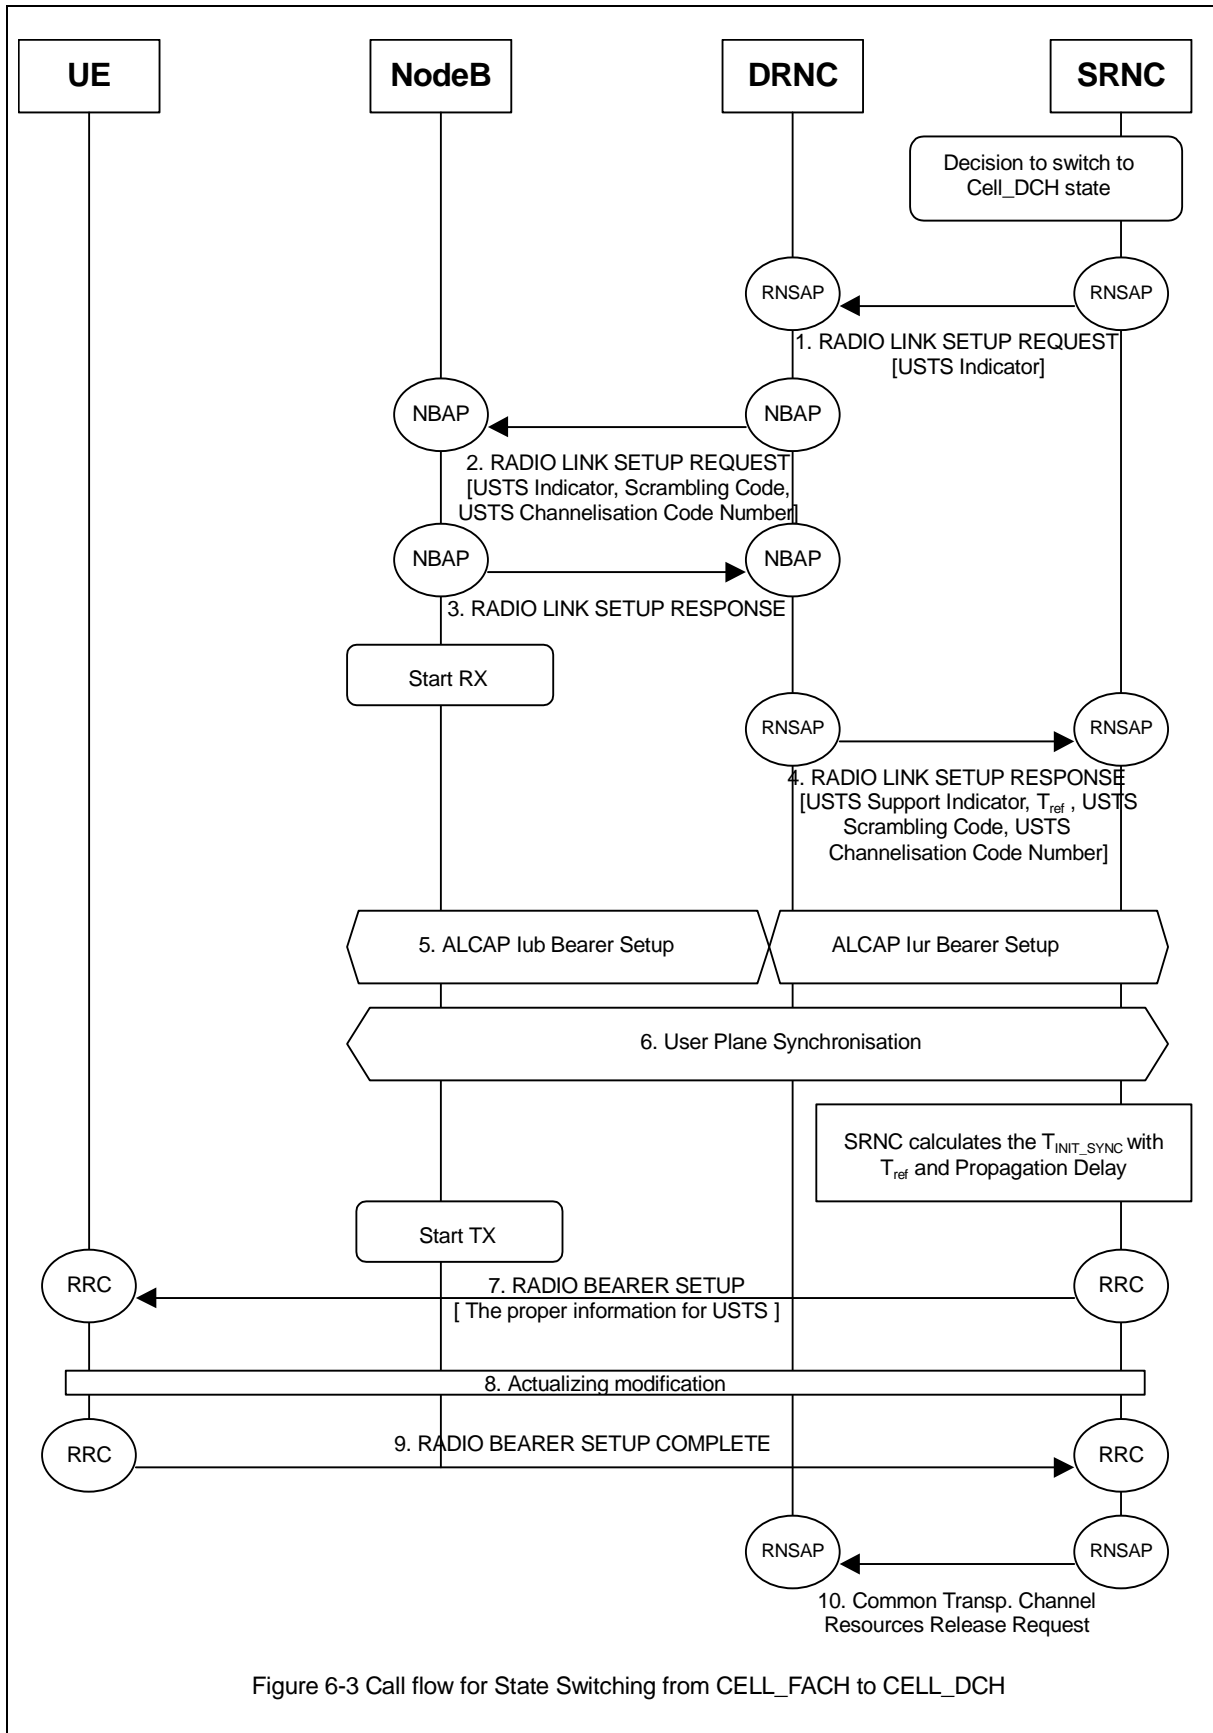 UE
NodeB
DRNC
SRNC
Decision to switch to
Cell_DCH state
RNSAP
RNSAP
1. RADIO LINK SETUP REQUEST
[USTS Indicator]
NBAP
NBAP
2. RADIO LINK SETUP REQUEST
[USTS Indicator, Scrambling Code,
USTS Channelisation Code Number]
NBAP
NBAP
3. RADIO LINK SETUP RESPONSE
Start RX
RNSAP
RNSAP
4. RADIO LINK SETUP RESPONSE
[USTS Support Indicator, Tref , USTS
Scrambling Code, USTS
Channelisation Code Number]
5. ALCAP Iub Bearer Setup
ALCAP Iur Bearer Setup
6. User Plane Synchronisation
SRNC calculates the TINIT_SYNC with
Tref and Propagation Delay
Start TX
RRC
RRC
7. RADIO BEARER SETUP
[ The proper information for USTS ]
8. Actualizing modification
RRC
RRC
9. RADIO BEARER SETUP COMPLETE
RNSAP
RNSAP
10. Common Transp. Channel
Resources Release Request
Figure 6-3 Call flow for State Switching from CELL_FACH to CELL_DCH